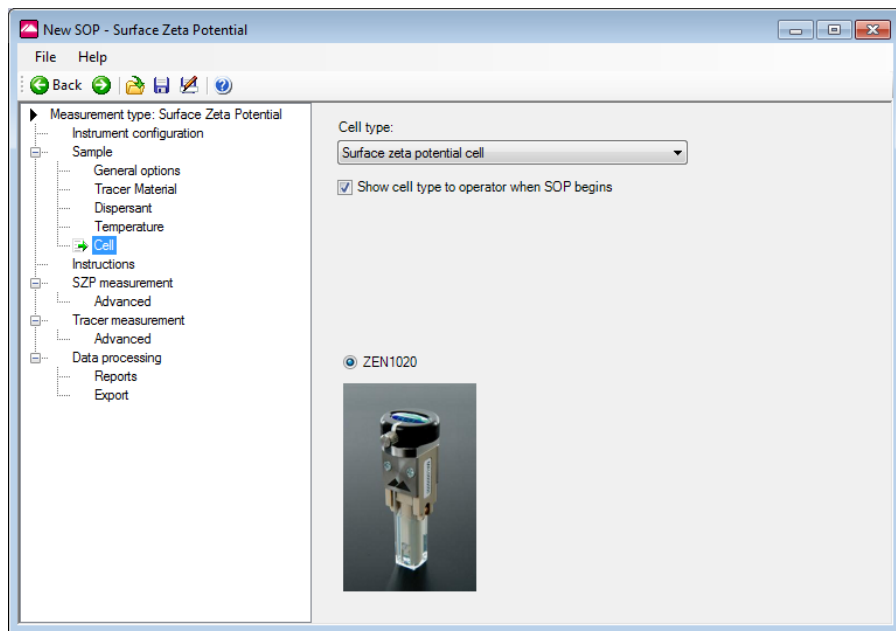 New SOP - Surface Zeta Potential
File Help
Back
Measurement type: Surface Zeta Potential
Instrument configuration
Sample
General options
Tracer Material
Dispersant
Temperature
Cell
Instructions
SZP measurement
Advanced
Tracer measurement
Advanced
Data processing
Reports
Export
Cell type:
Surface zeta potential cell
Show cell type to operator when SOP begins
ZEN1020